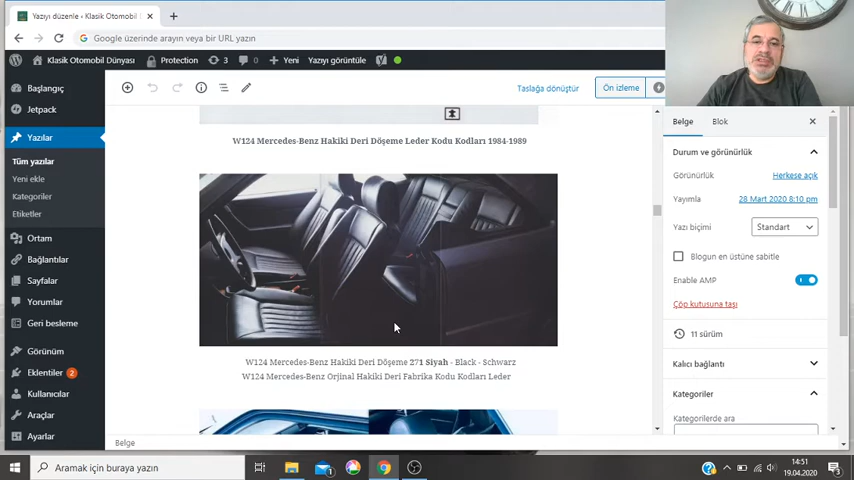 Yazıyı düzenle ‹ Klasik Otomobil
Google üzerinde arayın veya bir URL yazın
Klasik Otomobil Dünyası
Protection
3
0
Yeni
Yazıyı görüntüle
Başlangıç
Jetpack
Yazılar
Tüm yazılar
Yeni ekle
Kategoriler
Etiketler
Ortam
Bağlantılar
Sayfalar
Yorumlar
Geri besleme
Görünüm
Eklentiler 2
Kullanıcılar
Araçlar
Ayarlar
Taslağa dönüştür
Ön izleme
W124 Mercedes-Benz Hakiki Deri Döşeme Leder Kodu Kodları 1984-1989
W124 Mercedes-Benz Hakiki Deri Döşeme 271 Siyah - Black - Schwarz
W124 Mercedes-Benz Orjinal Hakiki Deri Fabrika Kodu Kodları Leder
Belge
Belge
Blok
Durum ve görünürlük
Görünürlük
Herkese açık
Yayımla
28 Mart 2020 8:10 pm
Yazı biçimi
Standart
Blogun en üstüne sabitle
Enable AMP
Çöp kutusuna taşı
11 sürüm
Kalıcı bağlantı
Kategoriler
Kategorilerde ara
Aramak için buraya yazın
14:51
19.04.2020